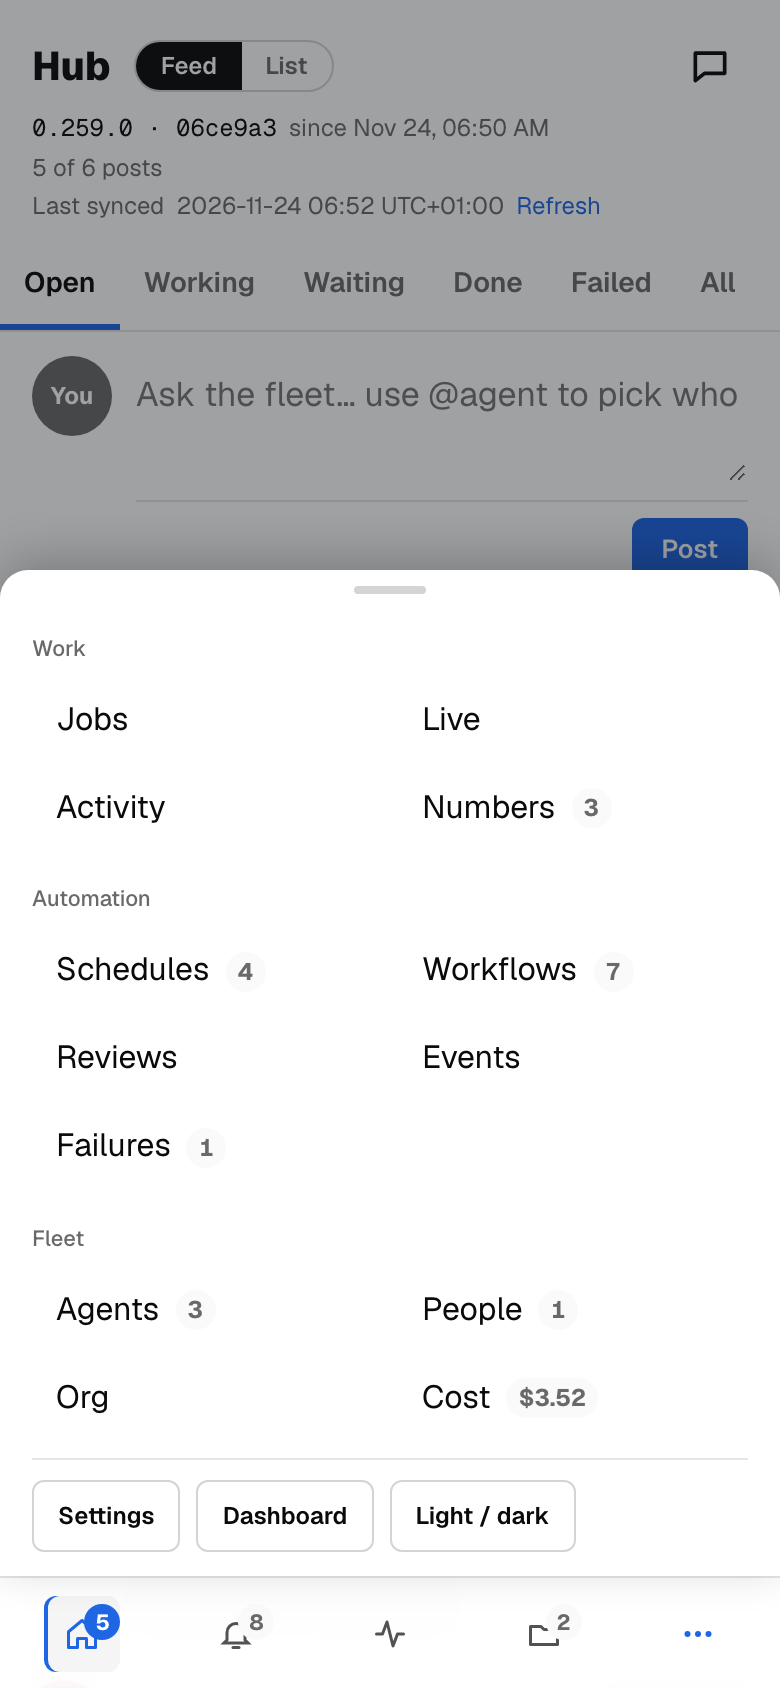 Hub Feed List
0.259.0 · 06ce9a3 since Nov 24, 06:50 AM
5 of 6 posts
Last synced 2026-11-24 06:52 UTC+01:00 Refresh
Open Working Waiting Done Failed All
You Ask the fleet… use @agent to pick who
Post
Work
Jobs Live
Activity Numbers 3
Automation
Schedules 4 Workflows 7
Reviews Events
Failures 1
Fleet
Agents 3 People 1
Org Cost $3.52
Settings Dashboard Light / dark
5 8 2